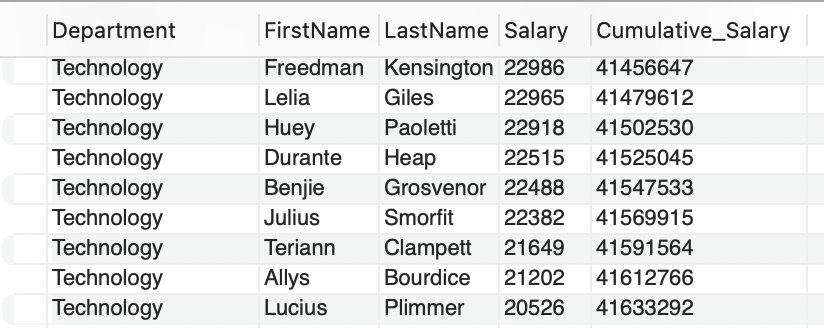 Department FirstName LastName Salary Cumulative_Salary
Technology Freedman Kensington 22986 41456647
Technology Lelia Giles 22965 41479612
Technology Huey Paoletti 22918 41502530
Technology Durante Heap 22515 41525045
Technology Benjie Grosvenor 22488 41547533
Technology Julius Smorfit 22382 41569915
Technology Teriann Clampett 21649 41591564
Technology Allys Bourdice 21202 41612766
Technology Lucius Plimmer 20526 41633292